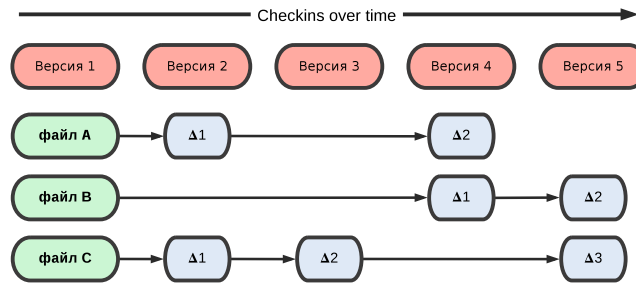 Checkins over time
Версия 1 Версия 2 Версия 3 Версия 4 Версия 5
файл A Δ1 Δ2
файл B Δ1 Δ2
файл C Δ1 Δ2 Δ3